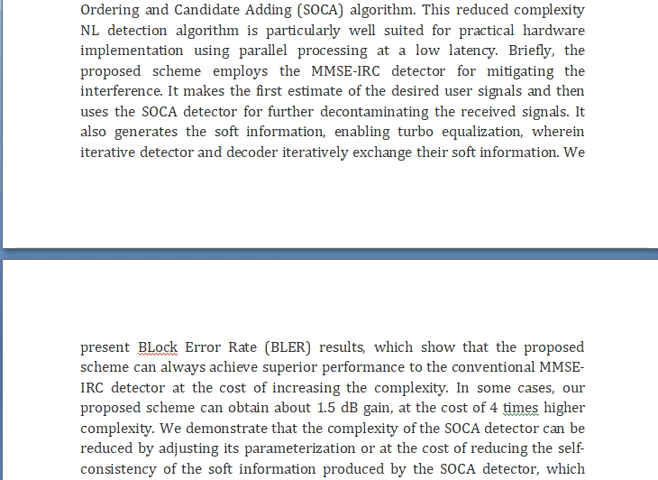 Ordering and Candidate Adding (SOCA) algorithm. This reduced complexity
NL detection algorithm is particularly well suited for practical hardware
implementation using parallel processing at a low latency. Briefly, the
proposed scheme employs the MMSE-IRC detector for mitigating the
interference. It makes the first estimate of the desired user signals and then
uses the SOCA detector for further decontaminating the received signals. It
also generates the soft information, enabling turbo equalization, wherein
iterative detector and decoder iteratively exchange their soft information. We
present BLock Error Rate (BLER) results, which show that the proposed
scheme can always achieve superior performance to the conventional MMSE-
IRC detector at the cost of increasing the complexity. In some cases, our
proposed scheme can obtain about 1.5 dB gain, at the cost of 4 times higher
complexity. We demonstrate that the complexity of the SOCA detector can be
reduced by adjusting its parameterization or at the cost of reducing the self-
consistency of the soft information produced by the SOCA detector, which